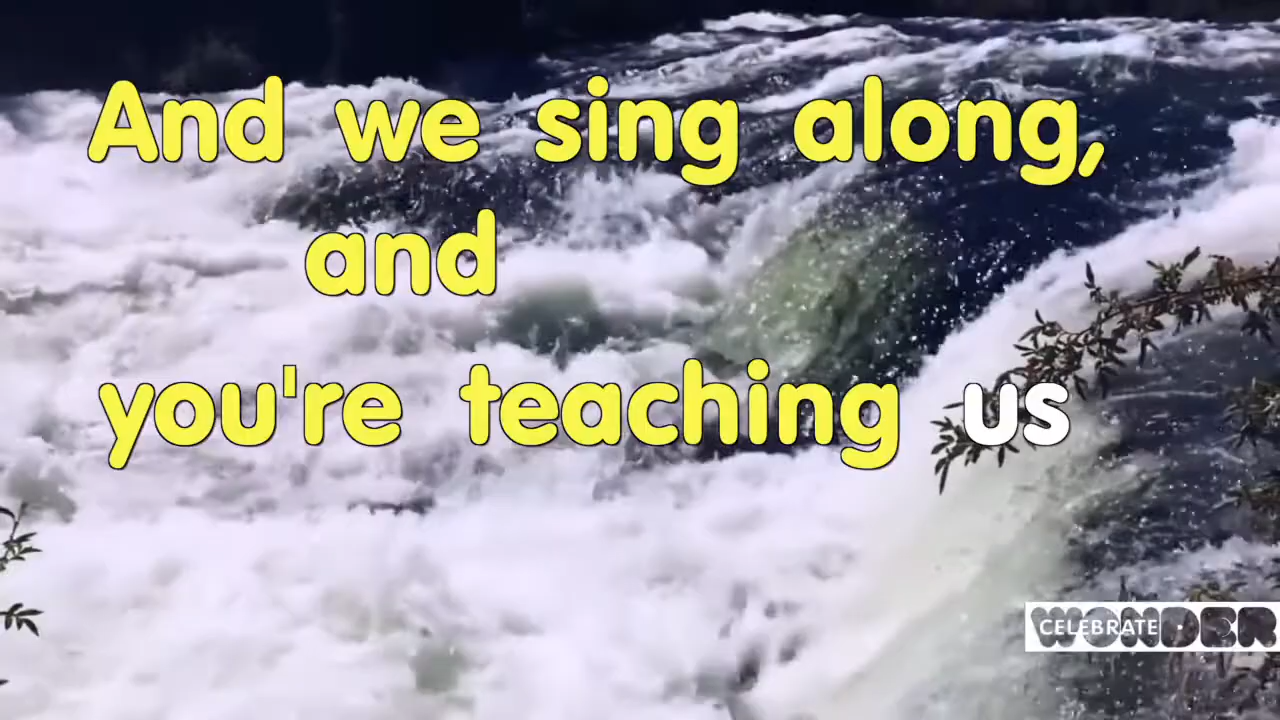 And we sing along,
and
you're teaching us
CELEBRATE WONDER